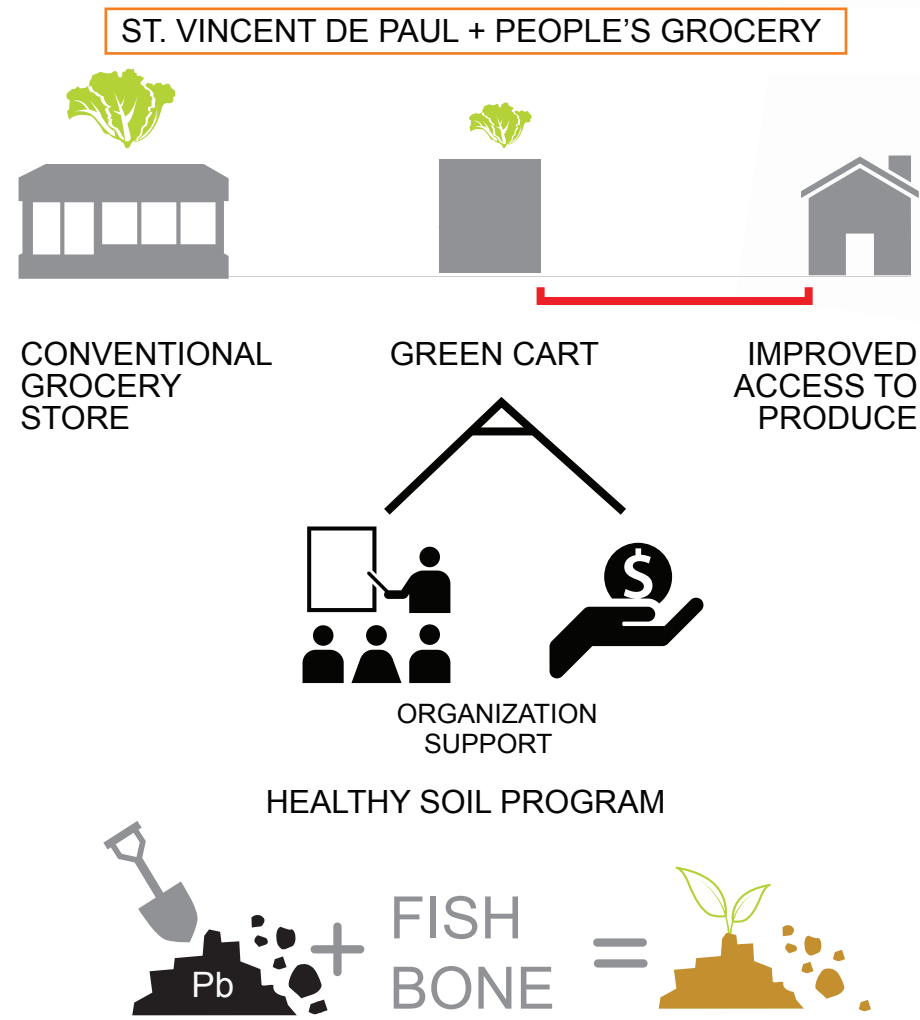 ST. VINCENT DE PAUL + PEOPLE'S GROCERY
CONVENTIONAL
GROCERY
STORE
GREEN CART
IMPROVED
ACCESS TO
PRODUCE
$
ORGANIZATION
SUPPORT
HEALTHY SOIL PROGRAM
Pb
+
FISH
BONE
=